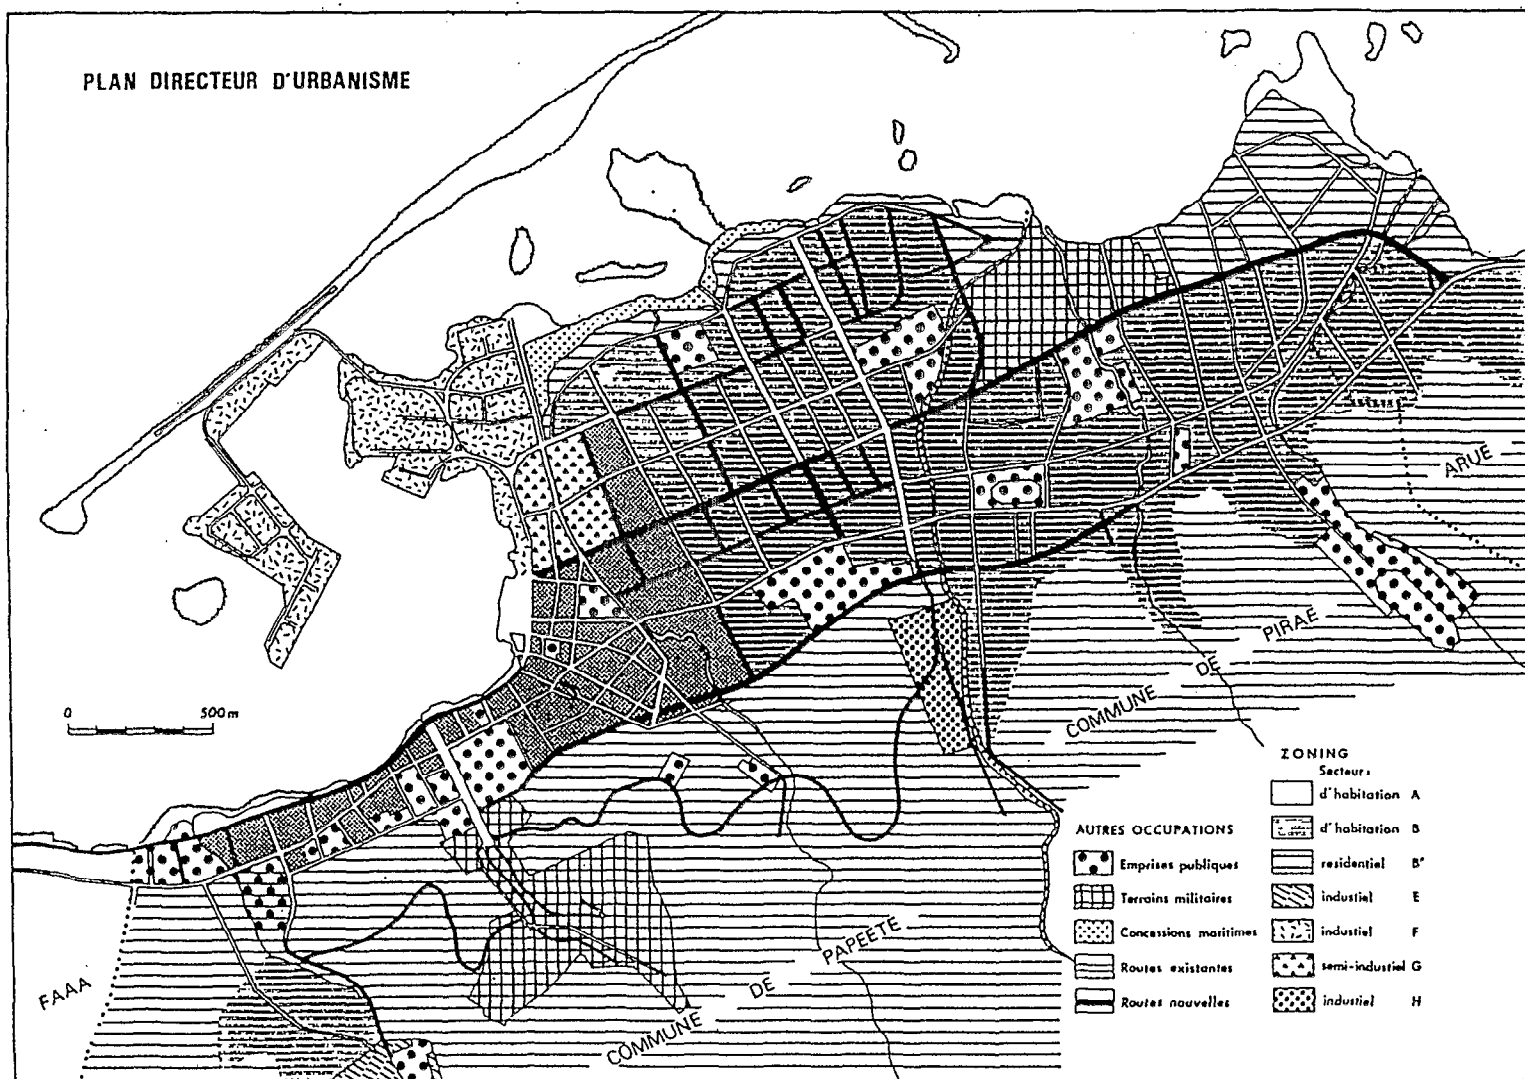 PLAN DIRECTEUR D'URBANISME
ARUE
PIRAE
DE
COMMUNE
0 500m
FAAA
PAPEETE
DE
COMMUNE
AUTRES OCCUPATIONS
Emprises publiques
Terrains militaires
Concessions maritimes
Routes existantes
Routes nouvelles
ZONING
Secteur:
d'habitation A
d'habitation B
residentiel B'
industiel E
industiel F
semi-industiel G
industiel H